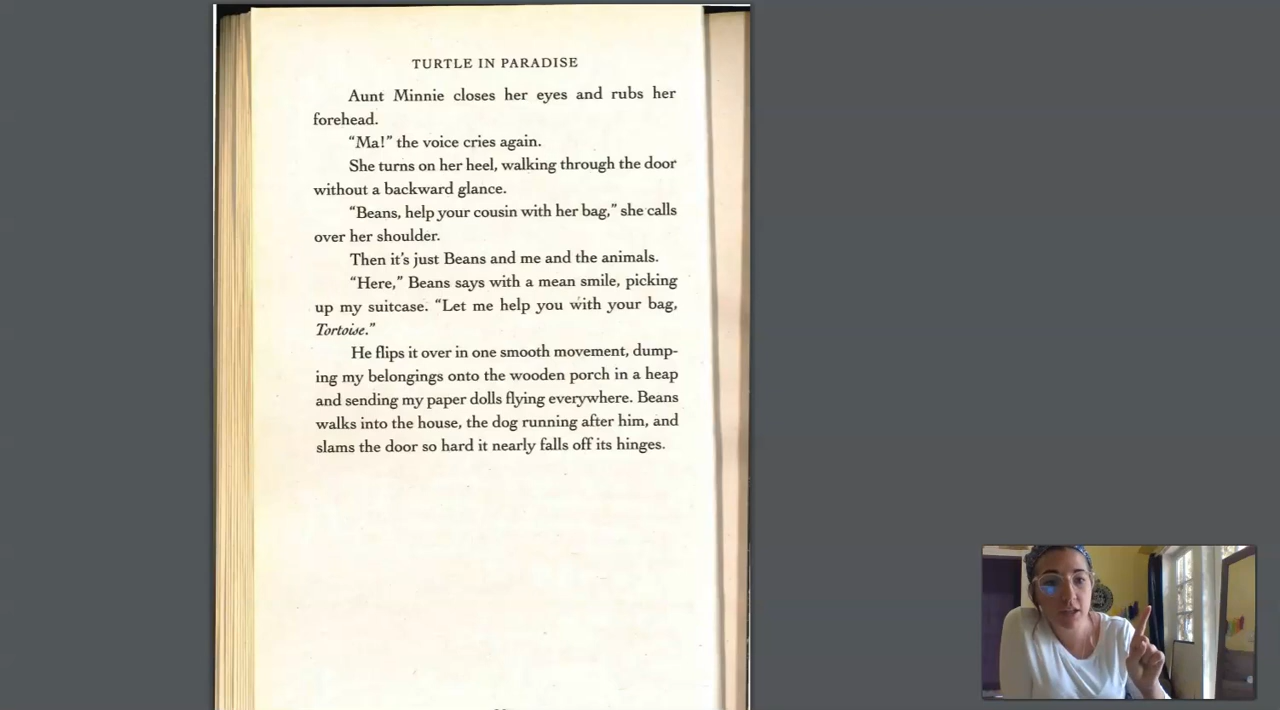 TURTLE IN PARADISE
Aunt Minnie closes her eyes and rubs her
forehead.
“Ma!” the voice cries again.
She turns on her heel, walking through the door
without a backward glance.
“Beans, help your cousin with her bag,” she calls
over her shoulder.
Then it’s just Beans and me and the animals.
“Here,” Beans says with a mean smile, picking
up my suitcase. “Let me help you with your bag,
Tortoise.”
He flips it over in one smooth movement, dump-
ing my belongings onto the wooden porch in a heap
and sending my paper dolls flying everywhere. Beans
walks into the house, the dog running after him, and
slams the door so hard it nearly falls off its hinges.